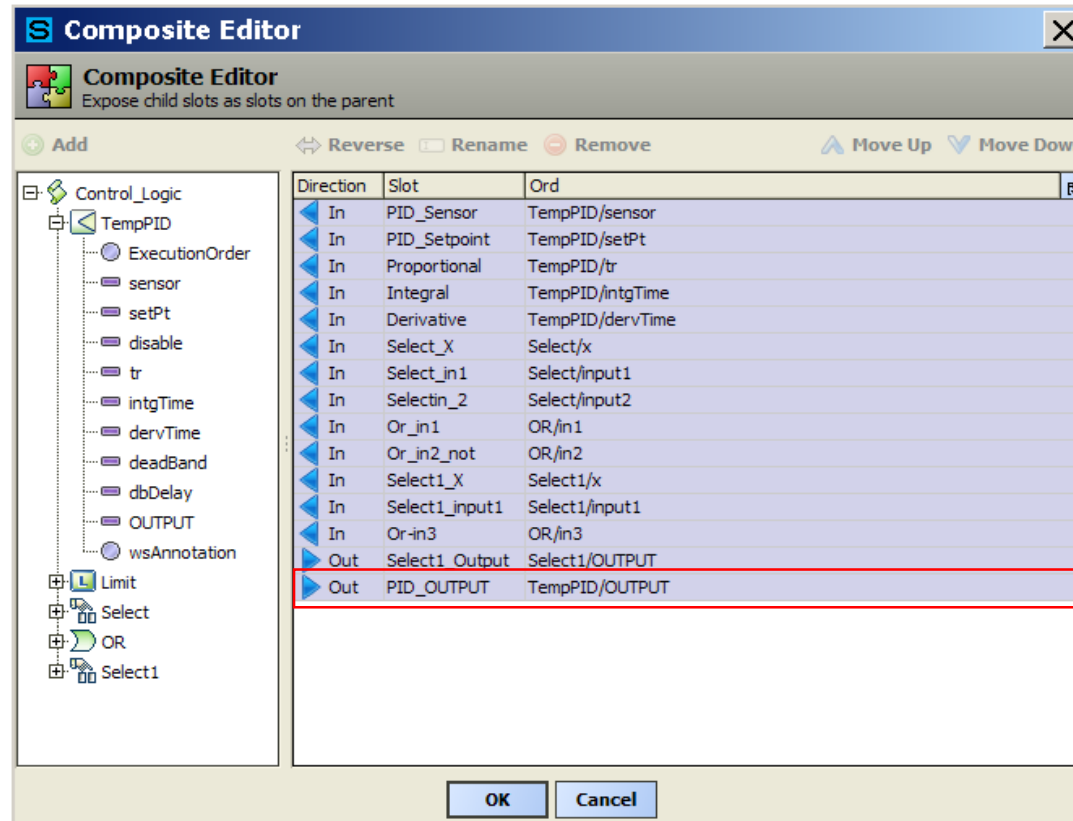 S Composite Editor
Composite Editor
Expose child slots as slots on the parent
Add Reverse Rename Remove Move Up Move Dow
Control_Logic
TempPID
ExecutionOrder
sensor
setPt
disable
tr
intgTime
dervTime
deadBand
dbDelay
OUTPUT
wsAnnotation
L Limit
Select
OR
Select1
Direction Slot Ord
In PID_Sensor TempPID/sensor
In PID_Setpoint TempPID/setPt
In Proportional TempPID/tr
In Integral TempPID/intgTime
In Derivative TempPID/dervTime
In Select_X Select/x
In Select_in1 Select/input1
In Selectin_2 Select/input2
In Or_in1 OR/in1
In Or_in2_not OR/in2
In Select1_X Select1/x
In Select1_input1 Select1/input1
In Or-in3 OR/in3
Out Select1_Output Select1/OUTPUT
Out PID_OUTPUT TempPID/OUTPUT
OK Cancel